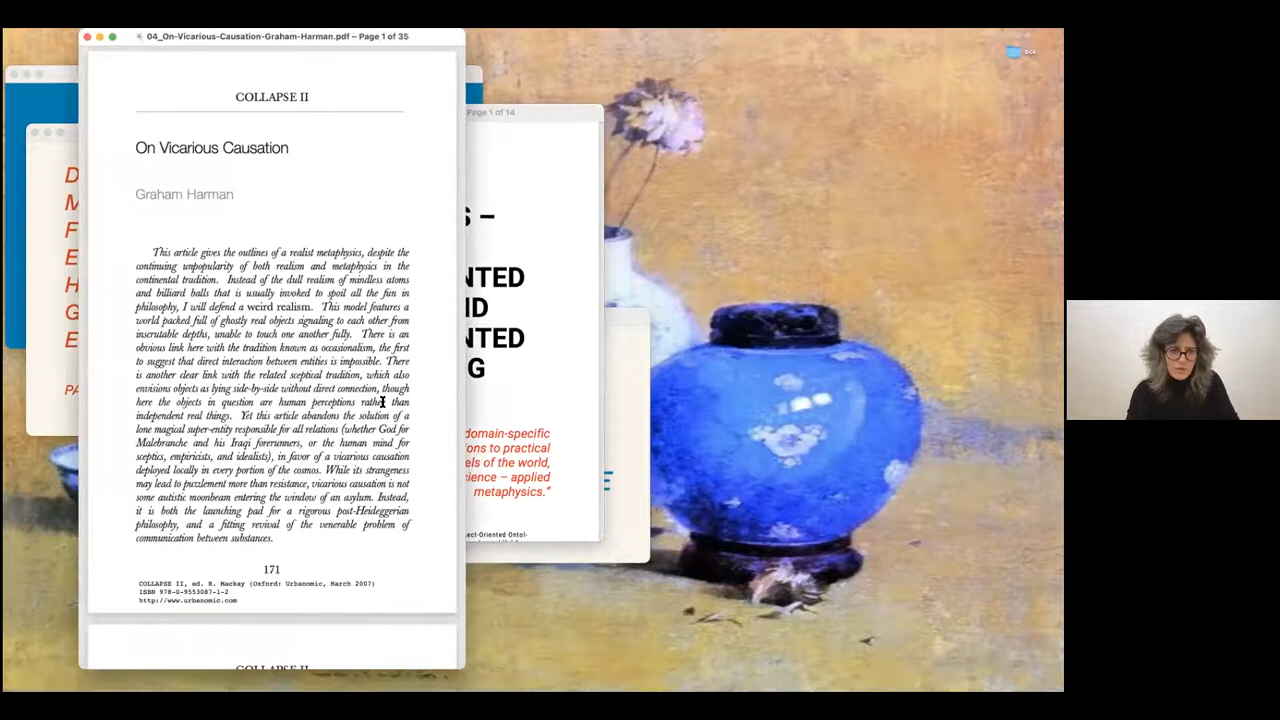 04_On-Vicarious-Causation-Graham-Harman.pdf – Page 1 of 35
bck
COLLAPSE II
On Vicarious Causation
Graham Harman
This article gives the outlines of a realist metaphysics, despite the
continuing unpopularity of both realism and metaphysics in the
continental tradition. Instead of the dull realism of mindless atoms
and billiard balls that is usually invoked to spoil all the fun in
philosophy, I will defend a weird realism. This model features a
world packed full of ghostly real objects signaling to each other from
inscrutable depths, unable to touch one another fully. There is an
obvious link here with the tradition known as occasionalism, the first
to suggest that direct interaction between entities is impossible. There
is another clear link with the related sceptical tradition, which also
envisions objects as lying side-by-side without direct connection, though
here the objects in question are human perceptions rather than
independent real things. Yet this article abandons the solution of a
lone magical super-entity responsible for all relations (whether God for
Malebranche and his Iraqi forerunners, or the human mind for
sceptics, empiricists, and idealists), in favor of a vicarious causation
deployed locally in every portion of the cosmos. While its strangeness
may lead to puzzlement more than resistance, vicarious causation is not
some autistic moonbeam entering the window of an asylum. Instead,
it is both the launching pad for a rigorous post-Heideggerian
philosophy, and a fitting revival of the venerable problem of
communication between substances.
171
COLLAPSE II, ed. R. Mackay (Oxford: Urbanomic, March 2007)
ISBN 978-0-9553087-1-2
http://www.urbanomic.com
COLLAPSE II
D
M
F
E
H
G
E
PA
Page 1 of 14
S –
NTED
ND
NTED
G
domain-specific
ons to practical
els of the world,
cience – applied
metaphysics.”
ect-Oriented Ontol-
E